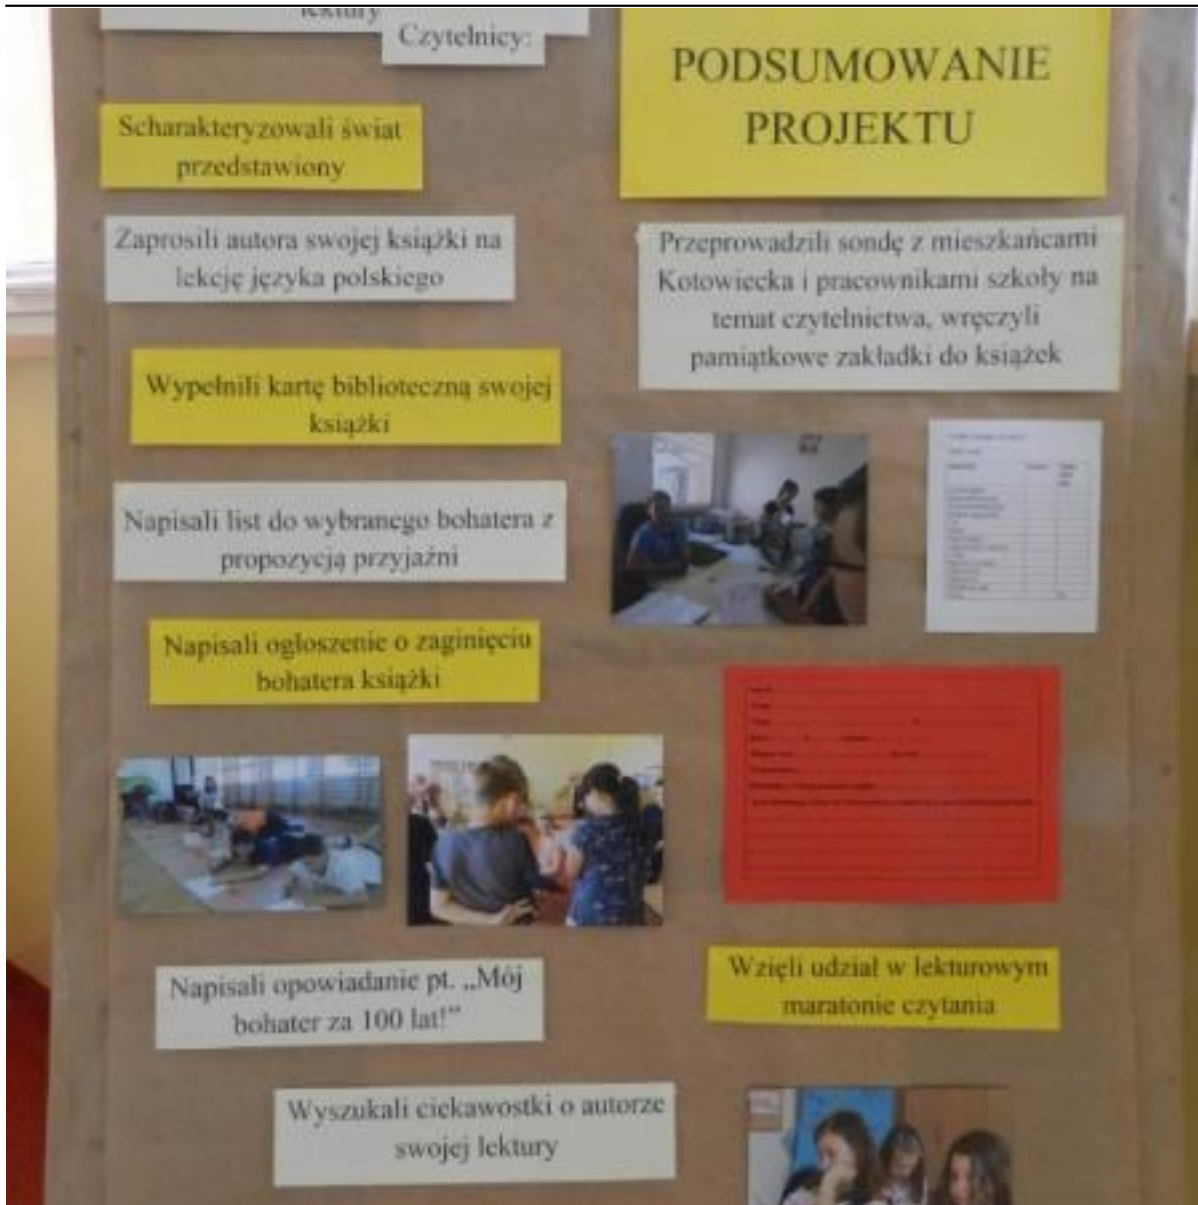 lektury
Czytelnicy:
Scharakteryzowali świat
przedstawiony
Zaprosili autora swojej książki na
lekcję języka polskiego
Wypełnili kartę biblioteczną swojej
książki
Napisali list do wybranego bohatera z
propozycją przyjaźni
Napisali ogłoszenie o zaginięciu
bohatera książki
Napisali opowiadanie pt. „Mój
bohater za 100 lat!“
Wyszukali ciekawostki o autorze
swojej lektury
PODSUMOWANIE
PROJEKTU
Przeprowadzili sondę z mieszkańcami
Kotowiecka i pracownikami szkoły na
temat czytelnictwa, wręczyli
pamiątkowe zakładki do książek
Wzięli udział w lekturowym
maratonie czytania